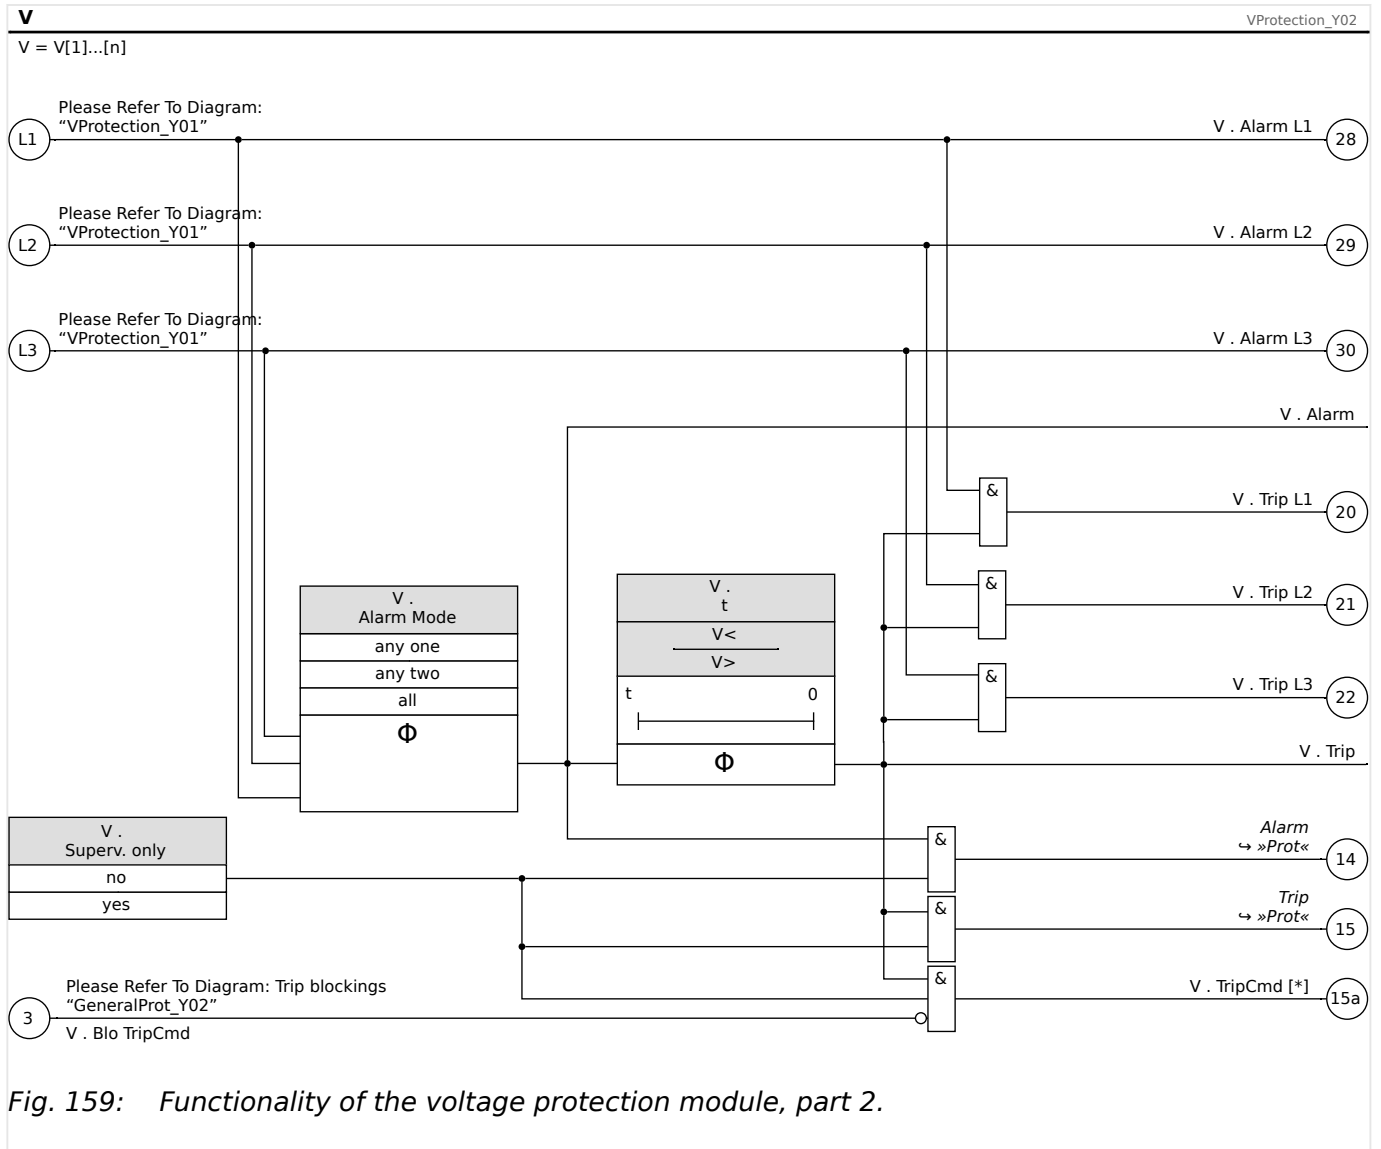 V
VProtection_Y02
V = V[1]...[n]
Please Refer To Diagram:
“VProtection_Y01”
L1
V . Alarm L1
28
Please Refer To Diagram:
“VProtection_Y01”
L2
V . Alarm L2
29
Please Refer To Diagram:
“VProtection_Y01”
L3
V . Alarm L3
30
V . Alarm
&
V . Trip L1
20
&
V . Trip L2
21
&
V . Trip L3
22
V . Trip
V .
Alarm Mode
any one
any two
all
Φ
V .
t
V<
V>
t 0
Φ
V .
Superv. only
no
yes
&
Alarm
↪ »Prot«
14
&
Trip
↪ »Prot«
15
&
V . TripCmd [*]
15a
Please Refer To Diagram: Trip blockings
“GeneralProt_Y02”
3
V . Blo TripCmd
Fig. 159: Functionality of the voltage protection module, part 2.